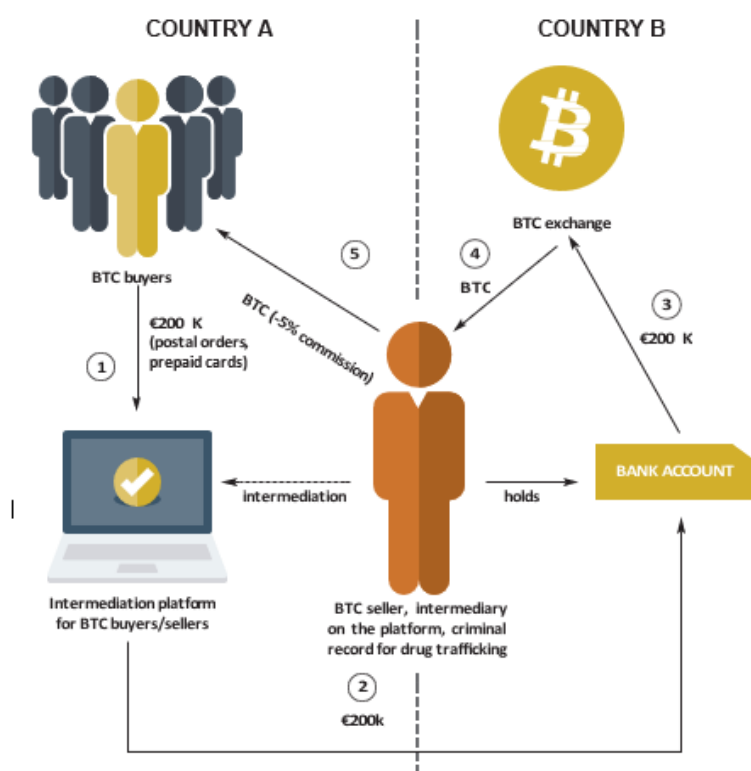 COUNTRY A
COUNTRY B
BTC exchange
BTC buyers
5
4
BTC
3
€200 K
€200 K
(postal orders,
prepaid cards)
1
BTC (-5% commission)
BANK ACCOUNT
intermediation
holds
Intermediation platform
for BTC buyers/sellers
BTC seller, intermediary
on the platform, criminal
record for drug trafficking
2
€200k